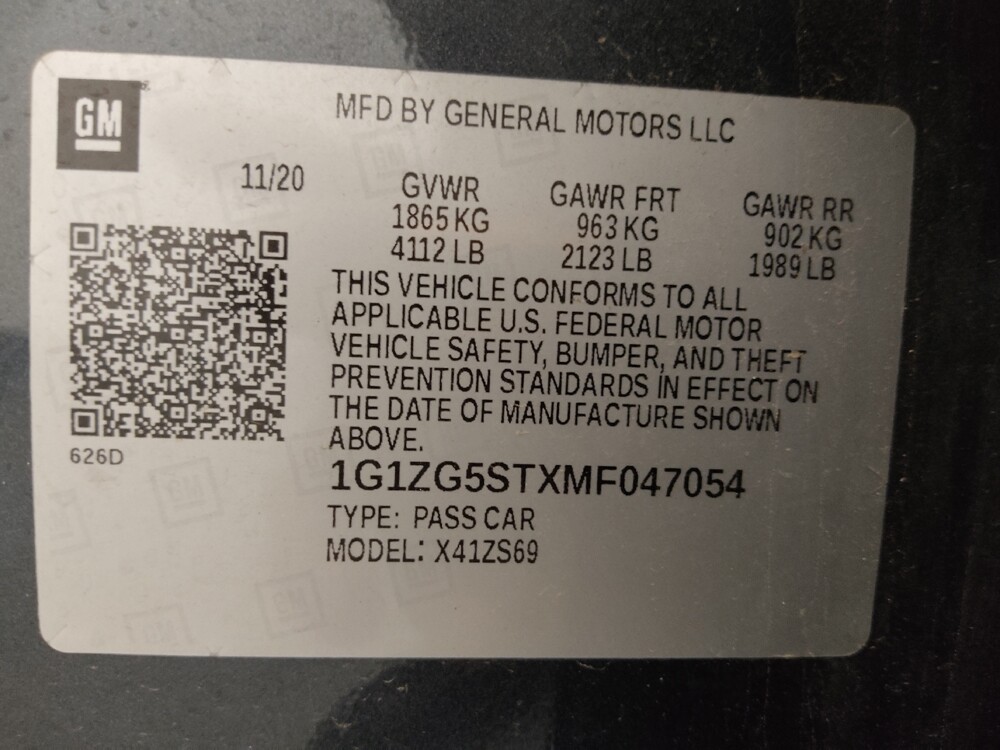 GM
MFD BY GENERAL MOTORS LLC
11/20
GVWR
1865 KG
4112 LB
GAWR FRT
963 KG
2123 LB
GAWR RR
902 KG
1989 LB
THIS VEHICLE CONFORMS TO ALL
APPLICABLE U.S. FEDERAL MOTOR
VEHICLE SAFETY, BUMPER, AND THEFT
PREVENTION STANDARDS IN EFFECT ON
THE DATE OF MANUFACTURE SHOWN
ABOVE.
626D
1G1ZG5STXMF047054
TYPE: PASS CAR
MODEL: X41ZS69